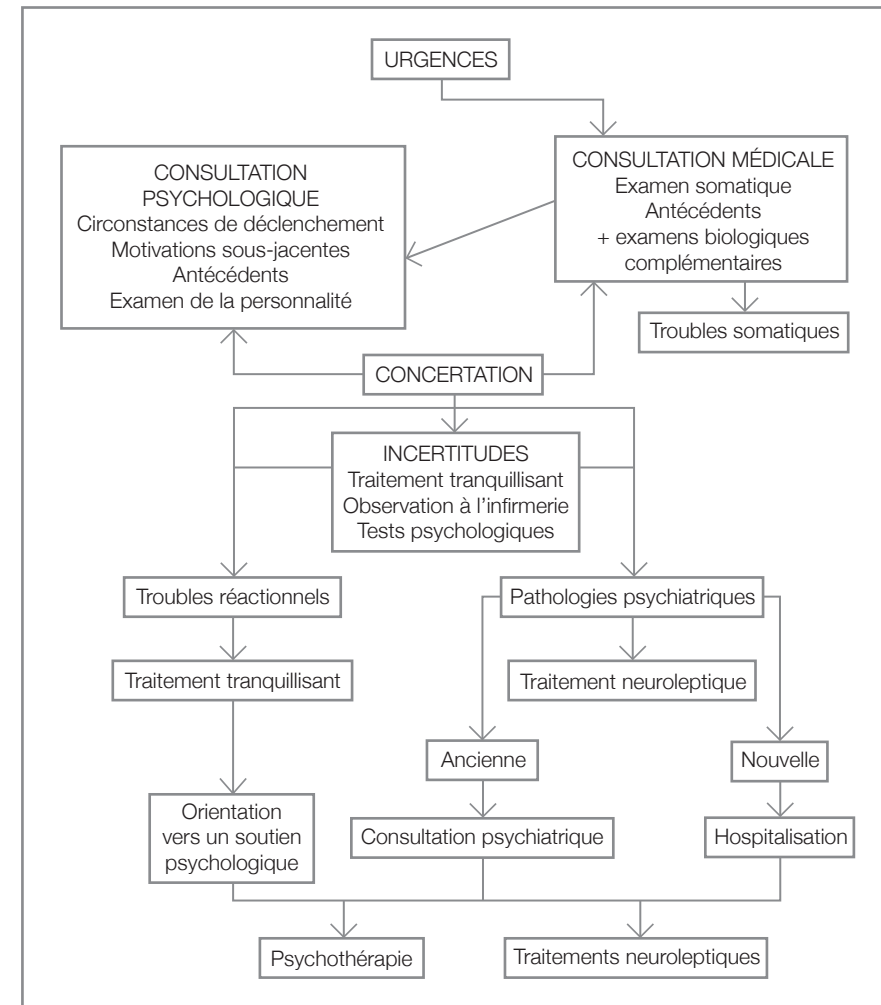 URGENCES
CONSULTATION
PSYCHOLOGIQUE
Circonstances de déclenchement
Motivations sous-jacentes
Antécédents
Examen de la personnalité
CONSULTATION MÉDICALE
Examen somatique
Antécédents
+ examens biologiques
complémentaires
Troubles somatiques
CONCERTATION
INCERTITUDES
Traitement tranquillisant
Observation à l’infirmerie
Tests psychologiques
Troubles réactionnels
Pathologies psychiatriques
Traitement tranquillisant
Traitement neuroleptique
Ancienne
Nouvelle
Orientation
vers un soutien
psychologique
Consultation psychiatrique
Hospitalisation
Psychothérapie
Traitements neuroleptiques